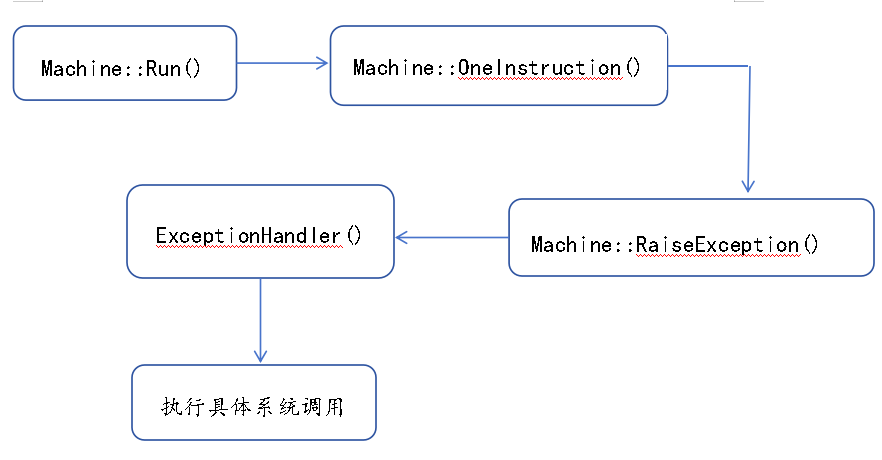 Machine::Run()
Machine::OneInstruction()
Machine::RaiseException()
ExceptionHandler()
执行具体系统调用